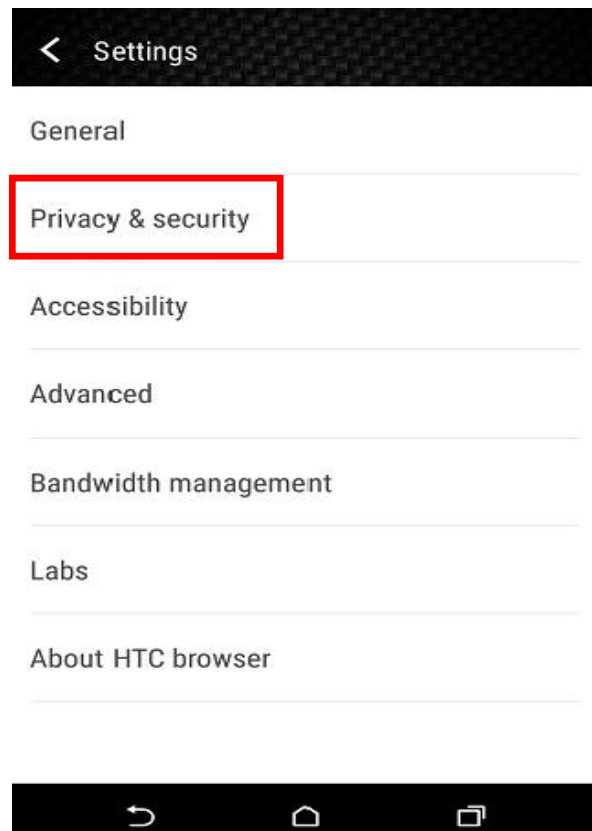 Settings
General
Privacy & security
Accessibility
Advanced
Bandwidth management
Labs
About HTC browser